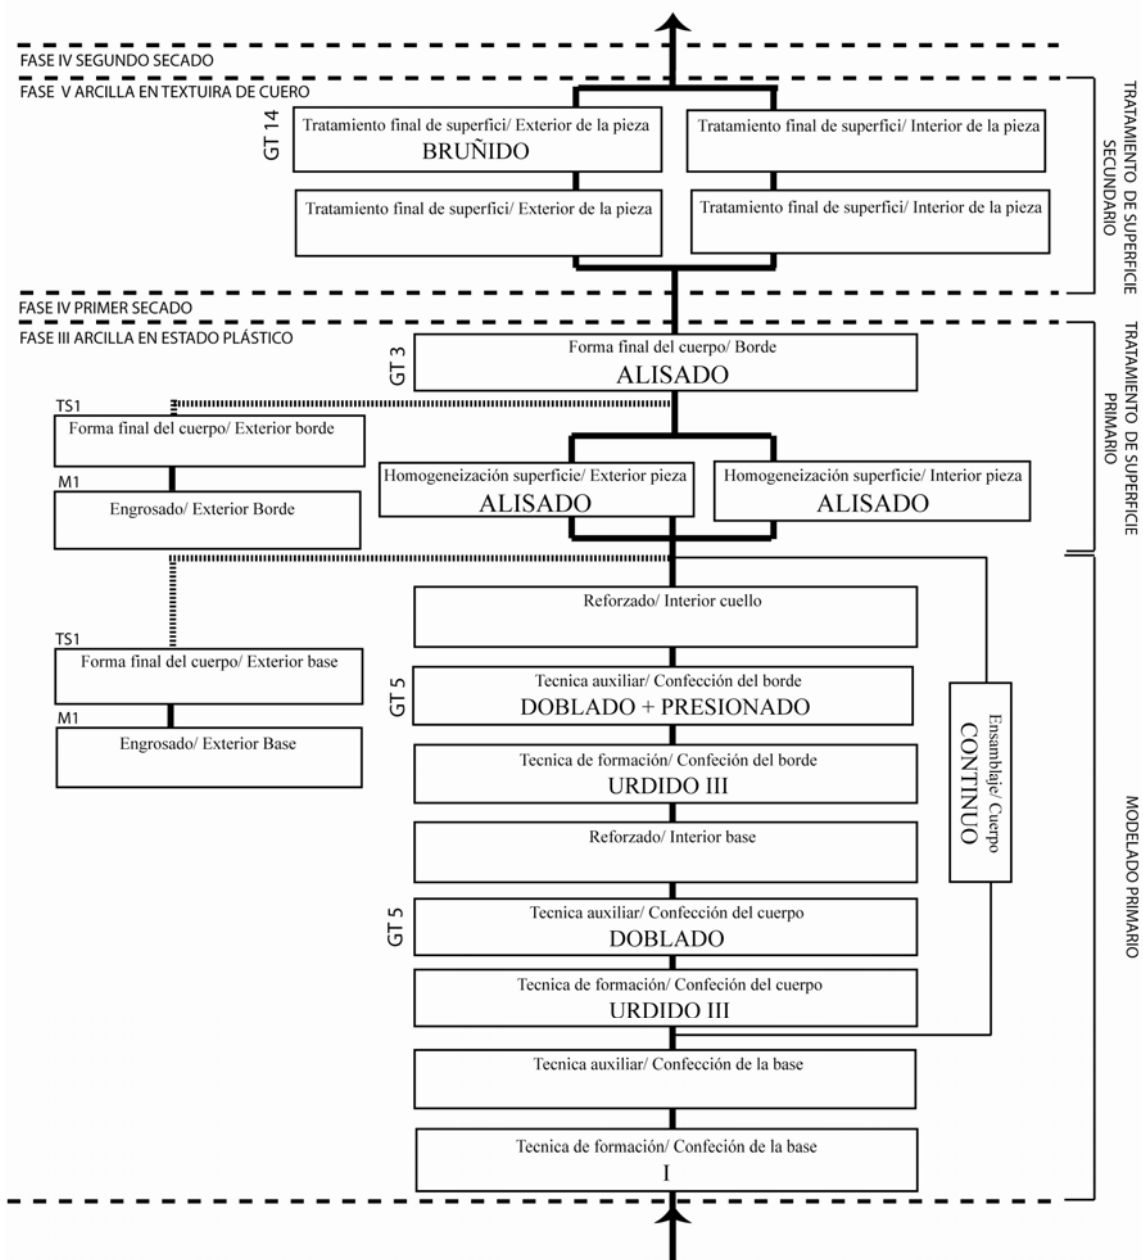 FASE IV SEGUNDO SECADO
FASE V ARCILLA EN TEXTUIRA DE CUERO
GT 14
Tratamiento final de superfici/ Exterior de la pieza
BRUÑIDO
Tratamiento final de superfici/ Interior de la pieza
Tratamiento final de superfici/ Exterior de la pieza
Tratamiento final de superfici/ Interior de la pieza
TRATAMIENTO DE SUPERFICIE
SECUNDARIO
FASE IV PRIMER SECADO
FASE III ARCILLA EN ESTADO PLÁSTICO
GT 3
Forma final del cuerpo/ Borde
ALISADO
TS1
Forma final del cuerpo/ Exterior borde
M1
Engrosado/ Exterior Borde
Homogeneización superficie/ Exterior pieza
ALISADO
Homogeneización superficie/ Interior pieza
ALISADO
TRATAMIENTO DE SUPERFICIE
PRIMARIO
Reforzado/ Interior cuello
TS1
Forma final del cuerpo/ Exterior base
M1
Engrosado/ Exterior Base
GT 5
Tecnica auxiliar/ Confección del borde
DOBLADO + PRESIONADO
Tecnica de formación/ Confeción del borde
URDIDO III
Reforzado/ Interior base
GT 5
Tecnica auxiliar/ Confección del cuerpo
DOBLADO
Tecnica de formación/ Confeción del cuerpo
URDIDO III
Ensamblaje/ Cuerpo
CONTINUO
Tecnica auxiliar/ Confección de la base
Tecnica de formación/ Confeción de la base
I
MODELADO PRIMARIO